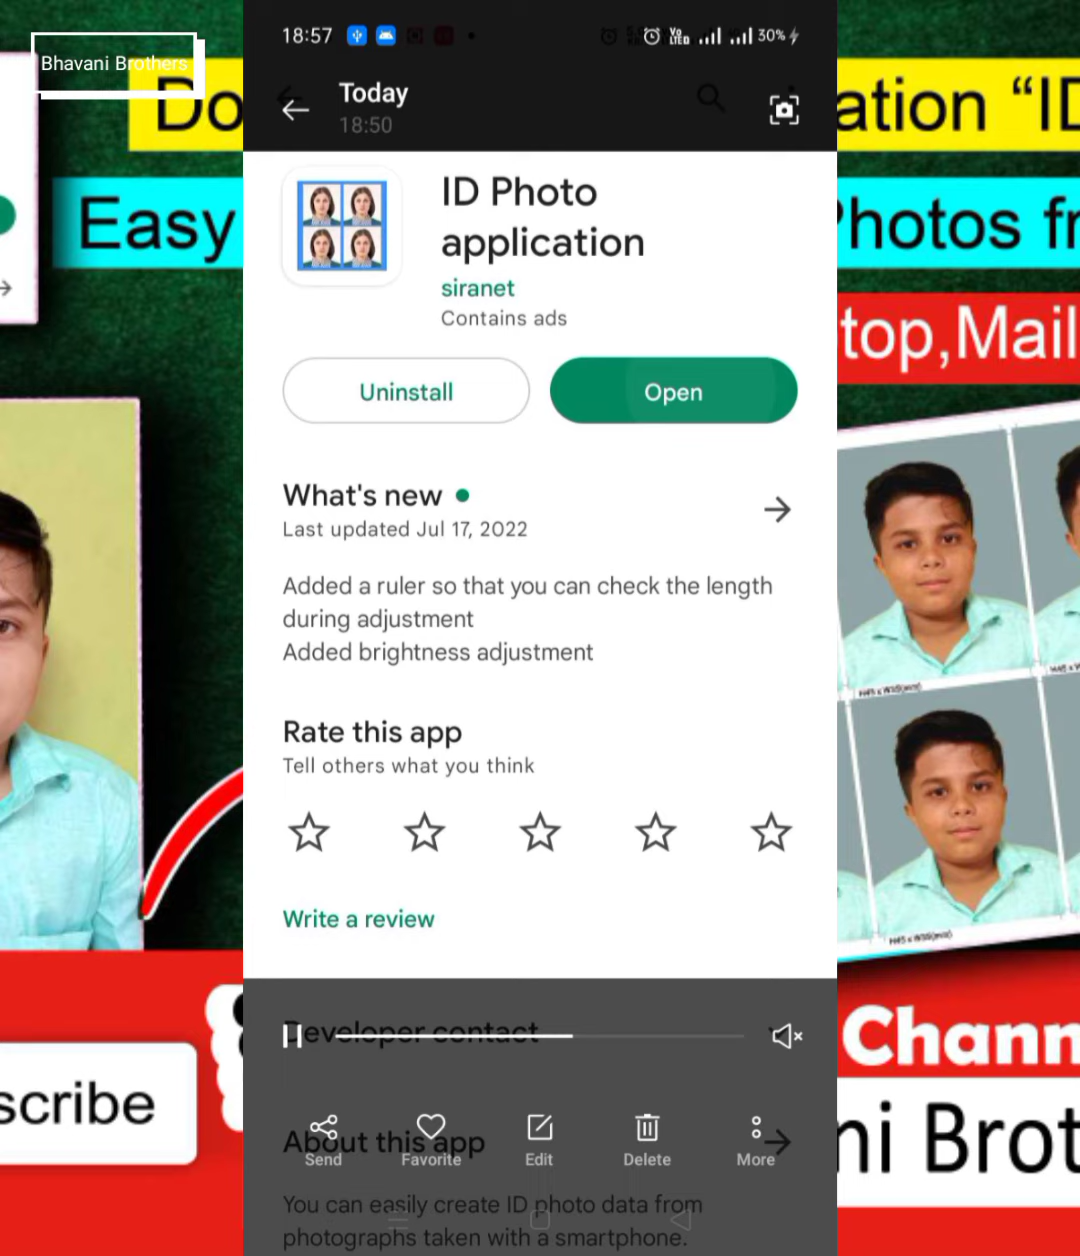 Bhavani Brothers
Do
ation “ID
Easy
Photos fr
top,Mail
18:57
30%
Today
18:50
ID Photo
application
siranet
Contains ads
Uninstall
Open
What's new
Last updated Jul 17, 2022
Added a ruler so that you can check the length
during adjustment
Added brightness adjustment
Rate this app
Tell others what you think
Write a review
Developer contact
About this app
Send
Favorite
Edit
Delete
More
You can easily create ID photo data from
photographs taken with a smartphone.
scribe
Chann
ni Brot